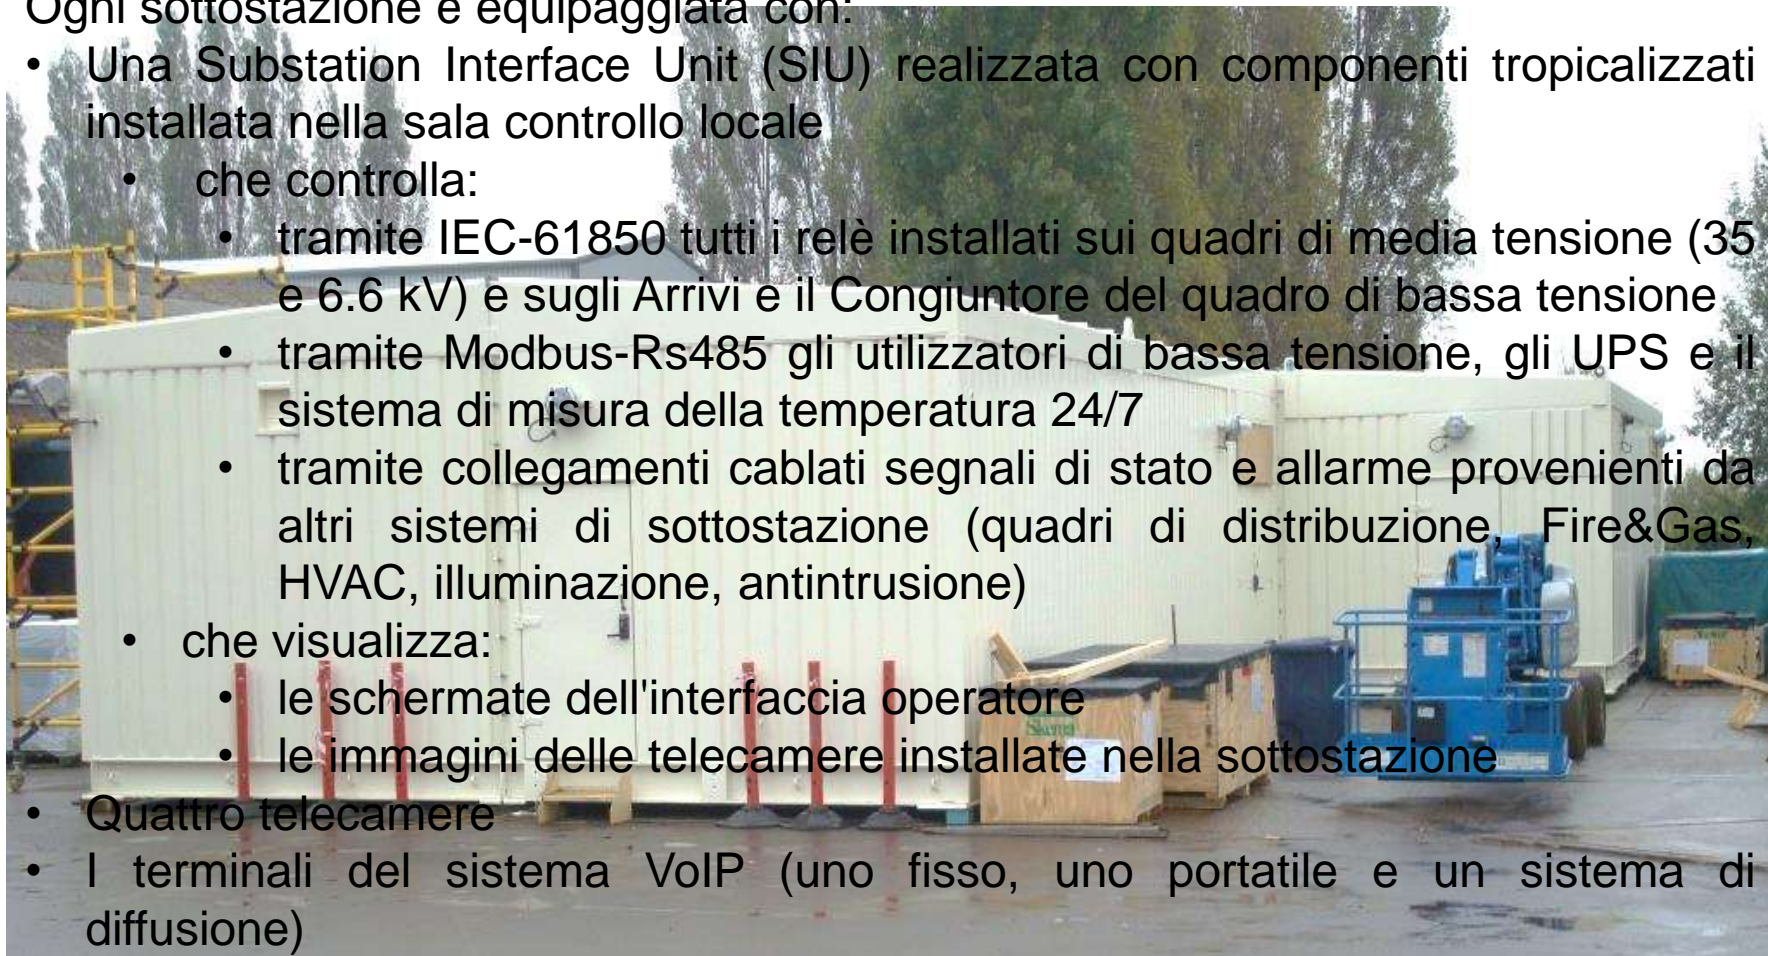 Ogni sottostazione è equipaggiata con:
• Una Substation Interface Unit (SIU) realizzata con componenti tropicalizzati
installata nella sala controllo locale
• che controlla:
• tramite IEC-61850 tutti i relè installati sui quadri di media tensione (35
e 6.6 kV) e sugli Arrivi e il Congiuntore del quadro di bassa tensione
• tramite Modbus-Rs485 gli utilizzatori di bassa tensione, gli UPS e il
sistema di misura della temperatura 24/7
• tramite collegamenti cablati segnali di stato e allarme provenienti da
altri sistemi di sottostazione (quadri di distribuzione, Fire&Gas,
HVAC, illuminazione, antintrusione)
• che visualizza:
• le schermate dell'interfaccia operatore
• le immagini delle telecamere installate nella sottostazione
• Quattro telecamere
• I terminali del sistema VoIP (uno fisso, uno portatile e un sistema di
diffusione)